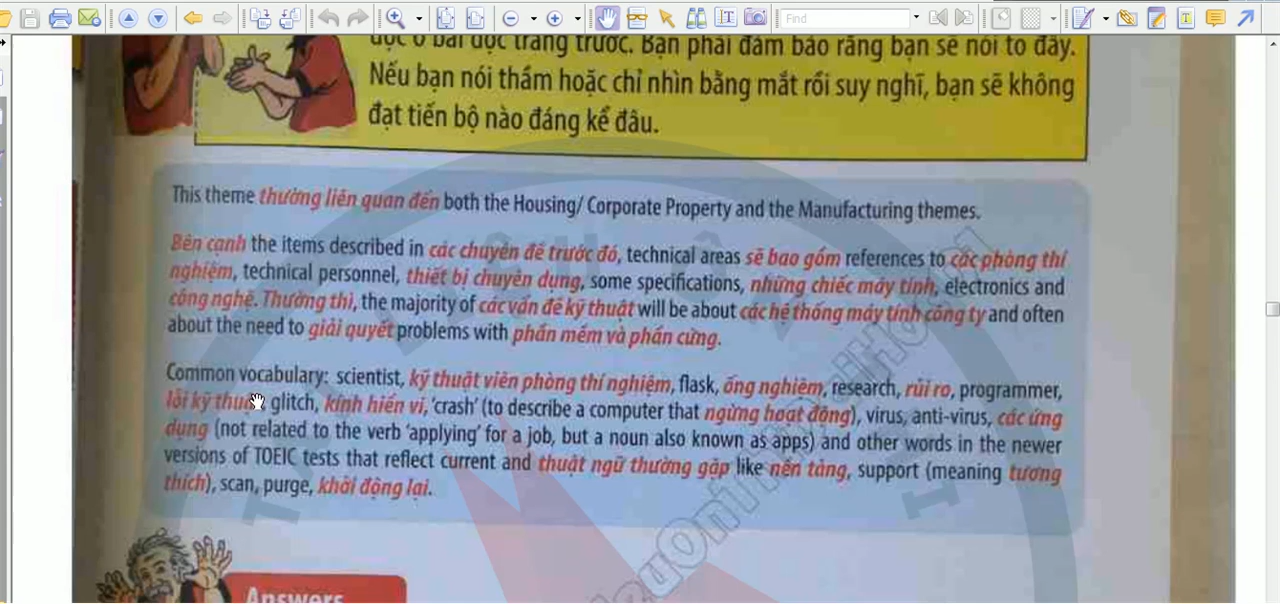 Find
đọc ở bài đọc trang trước. Bạn phải đảm bảo rằng bạn sẽ nói to đấy.
Nếu bạn nói thầm hoặc chỉ nhìn bằng mắt rồi suy nghĩ, bạn sẽ không
đạt tiến bộ nào đáng kể đâu.
This theme thường liên quan đến both the Housing/ Corporate Property and the Manufacturing themes.
Bên cạnh the items described in các chuyên đề trước đó, technical areas sẽ bao gồm references to các phòng thí
nghiệm, technical personnel, thiết bị chuyên dụng, some specifications, những chiếc máy tính, electronics and
công nghệ. Thường thì, the majority of các vấn đề kỹ thuật will be about các hệ thống máy tính công ty and often
about the need to giải quyết problems with phần mềm và phần cứng.
Common vocabulary: scientist, kỹ thuật viên phòng thí nghiệm, flask, ống nghiệm, research, rủi ro, programmer,
lỗi kỹ thuật, glitch, kính hiển vi, 'crash' (to describe a computer that ngừng hoạt động), virus, anti-virus, các ứng
dụng (not related to the verb 'applying' for a job, but a noun also known as apps) and other words in the newer
versions of TOEIC tests that reflect current and thuật ngữ thường gặp like nền tảng, support (meaning tương
thích), scan, purge, khởi động lại.
Answers